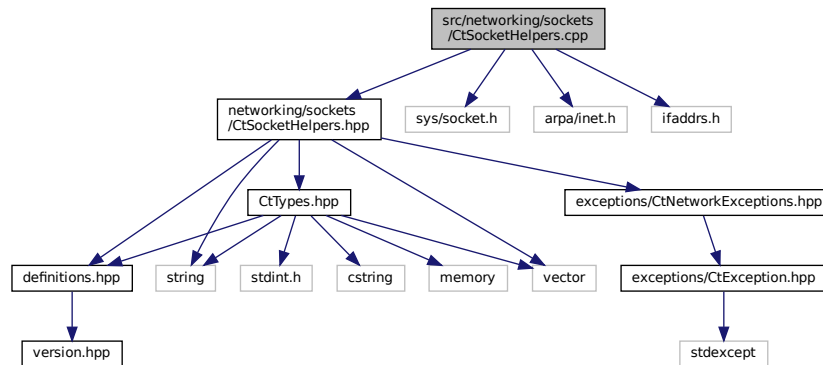 src/networking/sockets
/CtSocketHelpers.cpp
networking/sockets
/CtSocketHelpers.hpp
sys/socket.h
arpa/inet.h
ifaddrs.h
CtTypes.hpp
exceptions/CtNetworkExceptions.hpp
definitions.hpp
string
stdint.h
cstring
memory
vector
exceptions/CtException.hpp
version.hpp
stdexcept